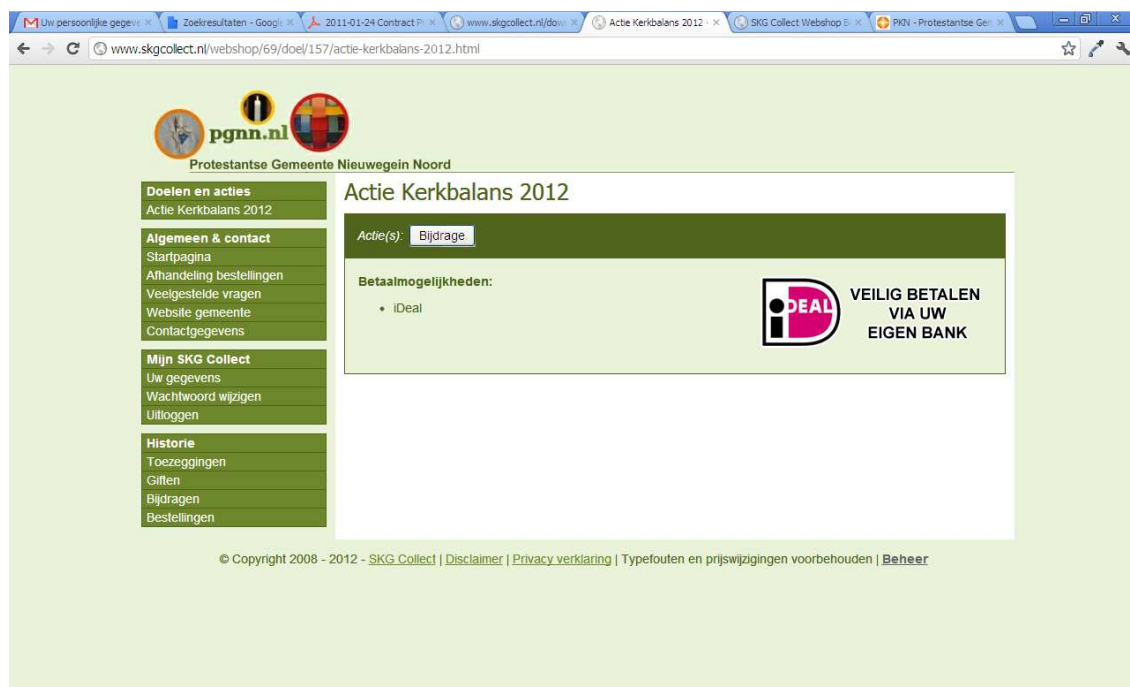 Uw persoonlijke gegeve
Zoekresultaten - Googl
2011-01-24 Contract P
www.skgcollect.nl/dow
Actie Kerkbalans 2012 -
SKG Collect Webshop B
PKN - Protestantse Gem
www.skgcollect.nl/webshop/69/doel/157/actie-kerkbalans-2012.html
pgnn.nl
Protestantse Gemeente Nieuwegein Noord
Doelen en acties
Actie Kerkbalans 2012
Algemeen & contact
Startpagina
Afhandeling bestellingen
Veelgestelde vragen
Website gemeente
Contactgegevens
Mijn SKG Collect
Uw gegevens
Wachtwoord wijzigen
Uitloggen
Historie
Toezeggingen
Giften
Bijdragen
Bestellingen
Actie Kerkbalans 2012
Actie(s): Bijdrage
Betaalmogelijkheden:
• iDeal
iDEAL
VEILIG BETALEN
VIA UW
EIGEN BANK
© Copyright 2008 - 2012 - SKG Collect | Disclaimer | Privacy verklaring | Typefouten en prijswijzigingen voorbehouden | Beheer